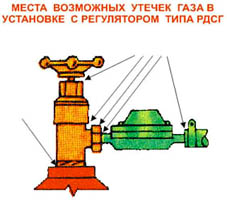 МЕСТА ВОЗМОЖНЫХ УТЕЧЕК ГАЗА В
УСТАНОВКЕ С РЕГУЛЯТОРОМ ТИПА РДСГ